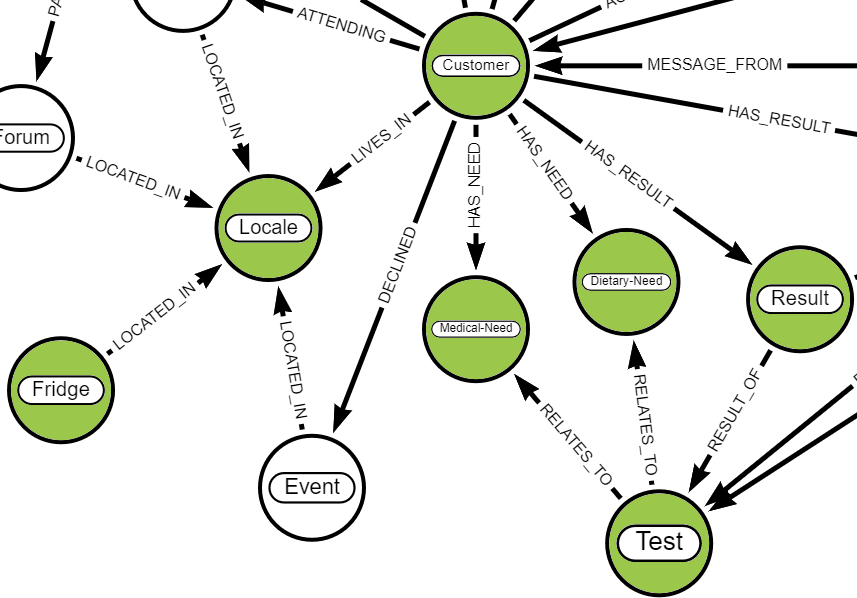 PA
ATTENDING
AS
Customer
MESSAGE_FROM
HAS_RESULT
LOCATED_IN
LIVES_IN
HAS_NEED
HAS_NEED
HAS_RESULT
Forum
LOCATED_IN
Locale
DECLINED
Dietary-Need
Result
Medical-Need
LOCATED_IN
LOCATED_IN
Fridge
RELATES_TO
RELATES_TO
RESULT_OF
Event
Test